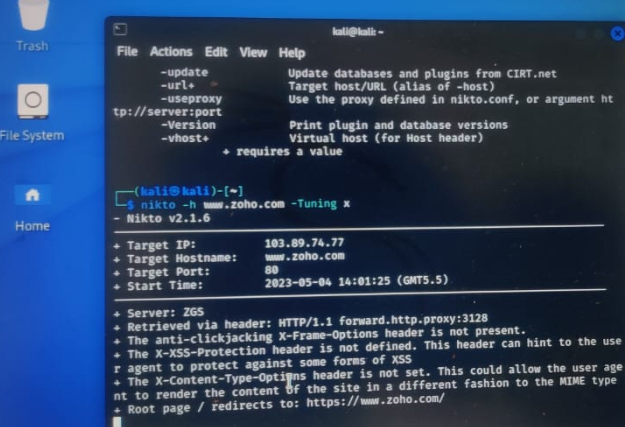 Trash
File System
Home
kali@kali: ~
File Actions Edit View Help
-update Update databases and plugins from CIRT.net
-url+ Target host/URL (alias of -host)
-useproxy Use the proxy defined in nikto.conf, or argument ht
tp://server:port
-Version Print plugin and database versions
-vhost+ Virtual host (for Host header)
+ requires a value
(kali㉿kali)-[~]
$ nikto -h www.zoho.com -Tuning x
- Nikto v2.1.6
+ Target IP: 103.89.74.77
+ Target Hostname: www.zoho.com
+ Target Port: 80
+ Start Time: 2023-05-04 14:01:25 (GMT5.5)
+ Server: ZGS
+ Retrieved via header: HTTP/1.1 forward.http.proxy:3128
+ The anti-clickjacking X-Frame-Options header is not present.
+ The X-XSS-Protection header is not defined. This header can hint to the use
r agent to protect against some forms of XSS
+ The X-Content-Type-Options header is not set. This could allow the user age
nt to render the content of the site in a different fashion to the MIME type
+ Root page / redirects to: https://www.zoho.com/